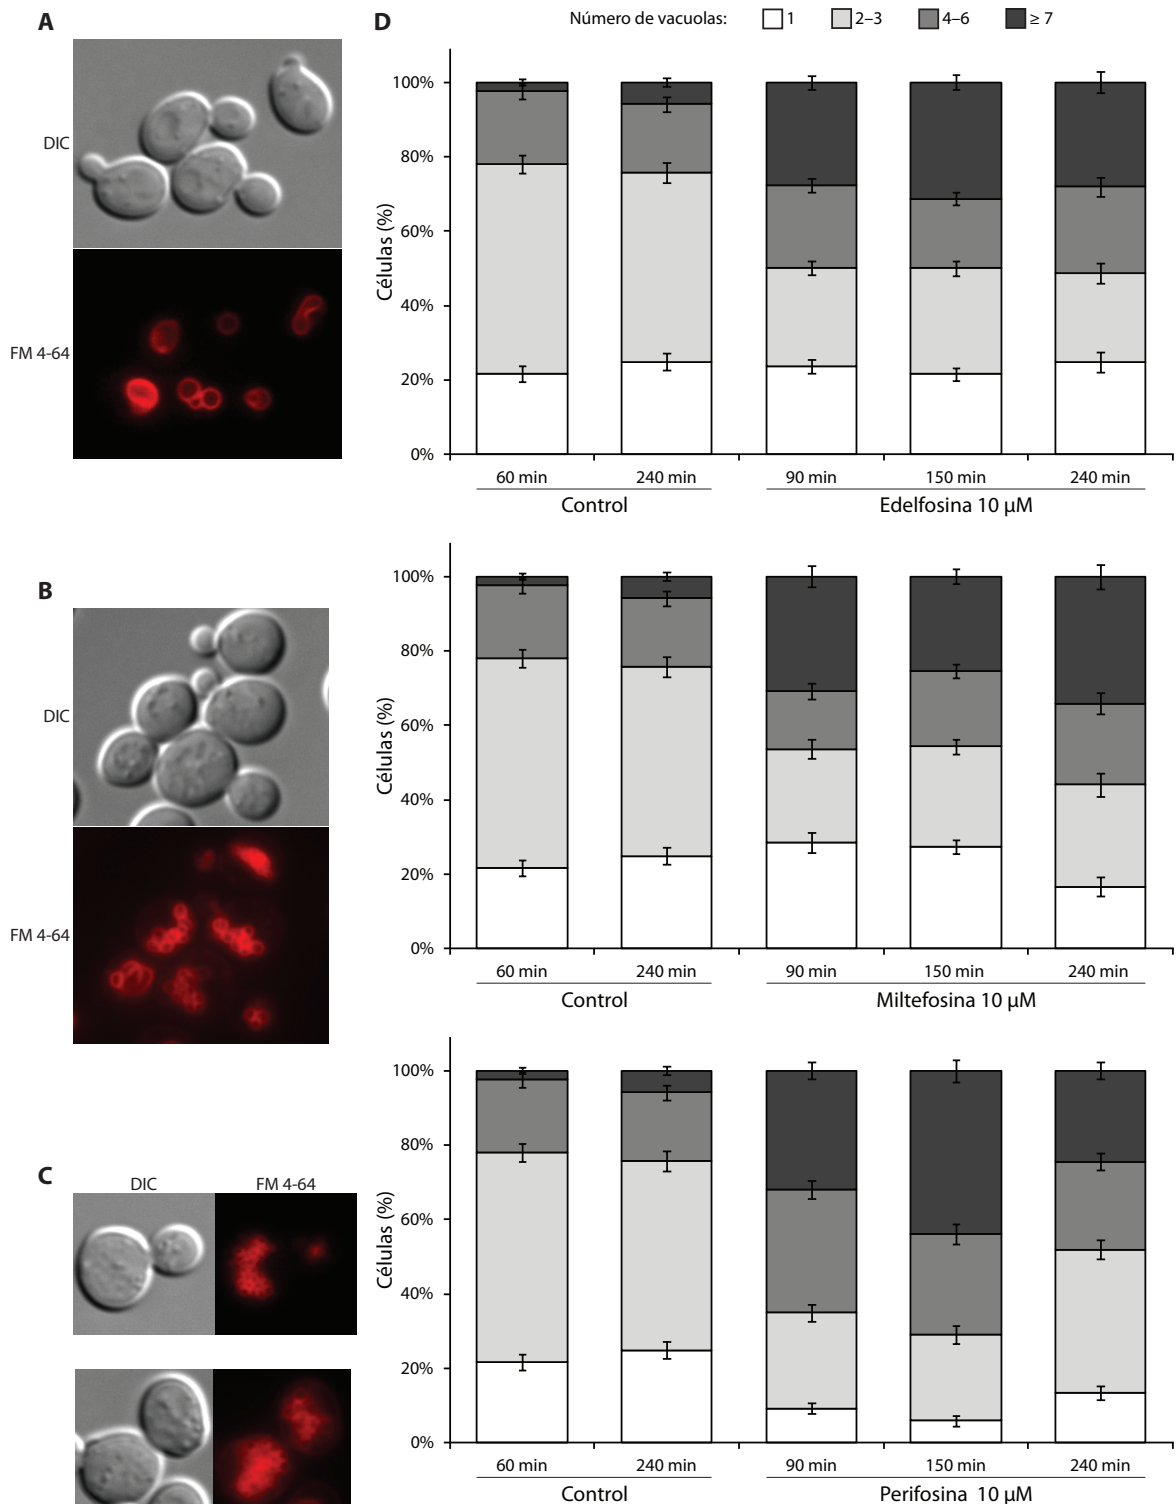 A
DIC
FM 4-64
B
DIC
FM 4-64
C
DIC FM 4-64
D
Número de vacuolas: 1 2–3 4–6 ≥ 7
Células (%)
100%
80%
60%
40%
20%
0%
60 min 240 min 90 min 150 min 240 min
Control Edelfosina 10 µM
Células (%)
100%
80%
60%
40%
20%
0%
60 min 240 min 90 min 150 min 240 min
Control Miltefosina 10 µM
Células (%)
100%
80%
60%
40%
20%
0%
60 min 240 min 90 min 150 min 240 min
Control Perifosina 10 µM